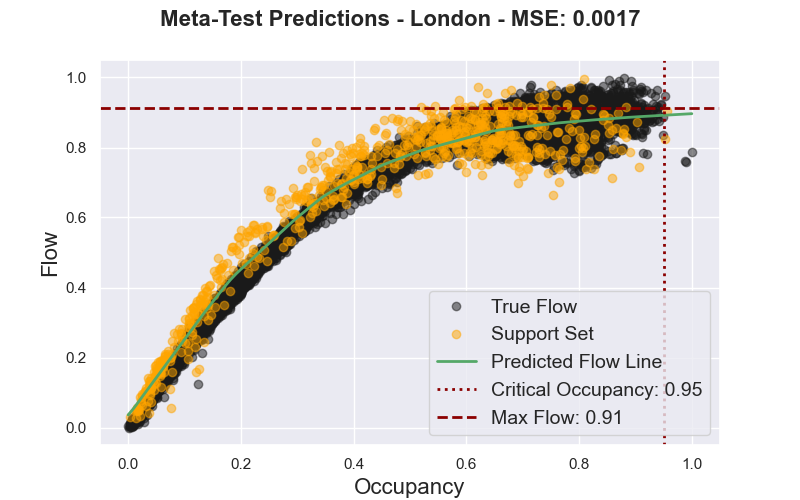 Meta-Test Predictions - London - MSE: 0.0017
1.0
0.8
0.6
0.4
0.2
0.0
Flow
True Flow
Support Set
Predicted Flow Line
Critical Occupancy: 0.95
Max Flow: 0.91
0.0 0.2 0.4 0.6 0.8 1.0
Occupancy